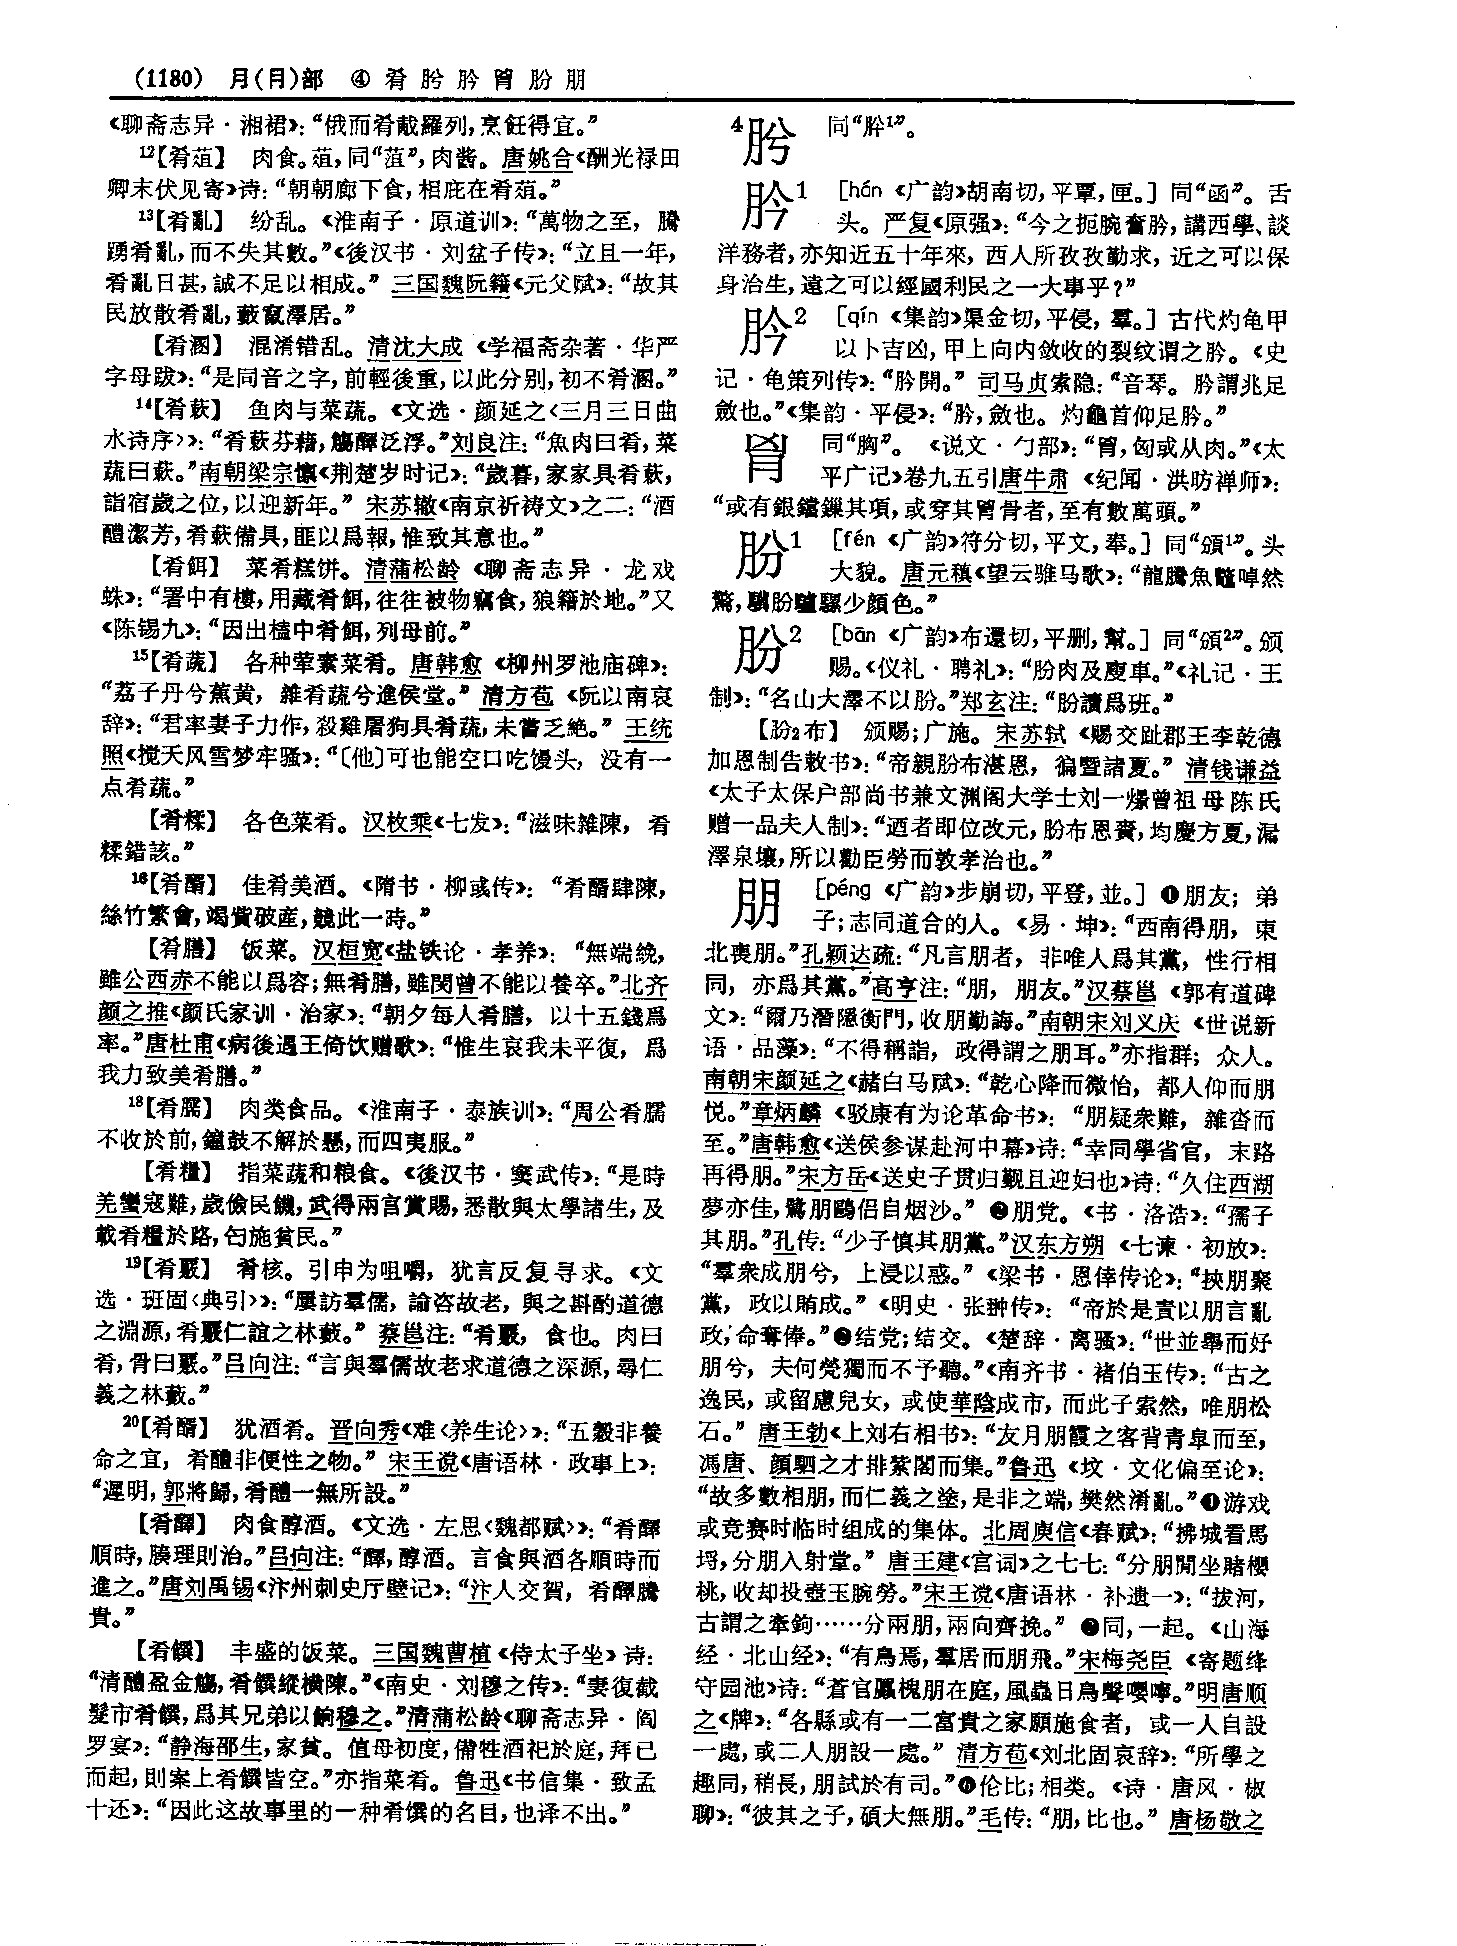 (1180) 月(⺼)部 ④ 肴肹肣胷肦朋
《聊斋志异·湘裙》：“俄而肴胾羅列，烹飪得宜。”
¹²【肴葅】 肉食。葅，同“菹”，肉酱。唐姚合《酬光禄田
卿末伏见寄》诗：“朝朝廊下食，相庇在肴葅。”
¹³【肴亂】 纷乱。《淮南子·原道训》：“萬物之至，騰
踴肴亂，而不失其數。”《後汉书·刘盆子传》：“立且一年，
肴亂日甚，誠不足以相成。” 三国魏阮籍《元父赋》：“故其
民放散肴亂，藪竄澤居。”
【肴溷】 混淆错乱。清沈大成《学福斋杂著·华严
字母跋》：“是同音之字，前輕後重，以此分别，初不肴溷。”
¹⁴【肴蔌】 鱼肉与菜蔬。《文选·颜延之〈三月三日曲
水诗序〉》：“肴蔌芬藉，觴醳泛浮。”刘良注：“魚肉曰肴，菜
蔬曰蔌。”南朝梁宗懔《荆楚岁时记》：“歲暮，家家具肴蔌，
詣宿歲之位，以迎新年。” 宋苏辙《南京祈祷文》之二：“酒
醴潔芳，肴蔌備具，匪以爲報，惟致其意也。”
【肴餌】 菜肴糕饼。清蒲松龄《聊斋志异·龙戏
蛛》：“署中有樓，用藏肴餌，往往被物竊食，狼籍於地。”又
《陈锡九》：“因出榼中肴餌，列母前。”
¹⁵【肴蔬】 各种荤素菜肴。唐韩愈《柳州罗池庙碑》：
“荔子丹兮蕉黄，雜肴蔬兮進侯堂。” 清方苞《阮以南哀
辞》：“君率妻子力作，殺雞屠狗具肴蔬，未嘗乏絶。” 王统
照《搅天风雪梦牢骚》：“〔他〕可也能空口吃馒头，没有一
点肴蔬。”
【肴糅】 各色菜肴。汉枚乘《七发》：“滋味雜陳，肴
糅錯該。”
¹⁶【肴醑】 佳肴美酒。《隋书·柳彧传》：“肴醑肆陳，
絲竹繁會，竭貲破産，競此一時。”
【肴膳】 饭菜。汉桓宽《盐铁论·孝养》：“無端絻，
雖公西赤不能以爲容；無肴膳，雖閔曾不能以養卒。”北齐
颜之推《颜氏家训·治家》：“朝夕每人肴膳，以十五錢爲
率。”唐杜甫《病後遇王倚饮赠歌》：“惟生哀我未平復，爲
我力致美肴膳。”
¹⁸【肴臑】 肉类食品。《淮南子·泰族训》：“周公肴臑
不收於前，鐘鼓不解於懸，而四夷服。”
【肴糧】 指菜蔬和粮食。《後汉书·窦武传》：“是時
羌蠻寇難，歲儉民饑，武得兩宫賞賜，悉散與太學諸生，及
載肴糧於路，匄施貧民。”
¹⁹【肴覈】 肴核。引申为咀嚼，犹言反复寻求。《文
选·班固〈典引〉》：“屢訪羣儒，諭咨故老，與之斟酌道德
之淵源，肴覈仁誼之林藪。” 蔡邕注：“肴覈，食也。肉曰
肴，骨曰覈。”吕向注：“言與羣儒故老求道德之深源，尋仁
義之林藪。”
²⁰【肴醴】 犹酒肴。晋向秀《难〈养生论〉》：“五穀非養
命之宜，肴醴非便性之物。” 宋王谠《唐语林·政事上》：
“遲明，郭將歸，肴醴一無所設。”
【肴醳】 肉食醇酒。《文选·左思〈魏都赋〉》：“肴醳
順時，腠理則治。”吕向注：“醳，醇酒。言食與酒各順時而
進之。”唐刘禹锡《汴州刺史厅壁记》：“汴人交賀，肴醳騰
貴。”
【肴饌】 丰盛的饭菜。三国魏曹植《侍太子坐》诗：
“清醴盈金觴，肴饌縱横陳。”《南史·刘穆之传》：“妻復截
髮市肴饌，爲其兄弟以餉穆之。”清蒲松龄《聊斋志异·阎
罗宴》：“静海邵生，家貧。值母初度，備牲酒祀於庭，拜已
而起，則案上肴饌皆空。”亦指菜肴。鲁迅《书信集·致孟
十还》：“因此这故事里的一种肴馔的名目，也译不出。”
⁴肹 同“肸¹”。
肣¹ [hán 《广韵》胡南切，平覃，匣。] 同“函”。舌
头。严复《原强》：“今之扼腕奮肣，講西學、談
洋務者，亦知近五十年來，西人所孜孜勤求，近之可以保
身治生，遠之可以經國利民之一大事乎？”
肣² [qín 《集韵》渠金切，平侵，羣。] 古代灼龟甲
以卜吉凶，甲上向内敛收的裂纹谓之肣。《史
记·龟策列传》：“肣開。” 司马贞索隐：“音琴。肣謂兆足
斂也。”《集韵·平侵》：“肣，斂也。灼龜首仰足肣。”
胷 同“胸”。《说文·勹部》：“胷，匈或从肉。”《太
平广记》卷九五引唐牛肃《纪闻·洪昉禅师》：
“或有銀鐺鏁其項，或穿其胷骨者，至有數萬頭。”
肦¹ [fén 《广韵》符分切，平文，奉。] 同“頒¹”。头
大貌。唐元稹《望云骓马歌》：“龍騰魚鼈啅然
驚，驥肦驢騾少顔色。”
肦² [bān 《广韵》布還切，平删，幫。] 同“頒²”。颁
赐。《仪礼·聘礼》：“肦肉及廋車。”《礼记·王
制》：“名山大澤不以肦。”郑玄注：“肦讀爲班。”
【肦₂布】 颁赐；广施。宋苏轼《赐交趾郡王李乾德
加恩制告敕书》：“帝親肦布湛恩，徧暨諸夏。” 清钱谦益
《太子太保户部尚书兼文渊阁大学士刘一燝曾祖母陈氏
赠一品夫人制》：“迺者即位改元，肦布恩賚，均慶方夏，漏
澤泉壤，所以勸臣勞而敦孝治也。”
朋 [péng 《广韵》步崩切，平登，並。] ❶朋友；弟
子；志同道合的人。《易·坤》：“西南得朋，東
北喪朋。”孔颖达疏：“凡言朋者，非唯人爲其黨，性行相
同，亦爲其黨。”高亨注：“朋，朋友。”汉蔡邕《郭有道碑
文》：“爾乃潛隱衡門，收朋勤誨。”南朝宋刘义庆《世说新
语·品藻》：“不得稱詣，政得謂之朋耳。”亦指群；众人。
南朝宋颜延之《赭白马赋》：“乾心降而微怡，都人仰而朋
悦。”章炳麟《驳康有为论革命书》：“朋疑衆難，雜沓而
至。”唐韩愈《送侯参谋赴河中幕》诗：“幸同學省官，末路
再得朋。”宋方岳《送史子贯归觐且迎妇也》诗：“久住西湖
夢亦佳，鷺朋鷗侣自烟沙。” ❷朋党。《书·洛诰》：“孺子
其朋。”孔传：“少子慎其朋黨。”汉东方朔《七谏·初放》：
“羣衆成朋兮，上浸以惑。”《梁书·恩倖传论》：“挾朋聚
黨，政以賄成。”《明史·张翀传》：“帝於是責以朋言亂
政，命奪俸。”❸结党；结交。《楚辞·离骚》：“世並舉而好
朋兮，夫何煢獨而不予聽。”《南齐书·褚伯玉传》：“古之
逸民，或留慮兒女，或使華陰成市，而此子索然，唯朋松
石。” 唐王勃《上刘右相书》：“友月朋霞之客背青皐而至，
馮唐、顔駟之才排紫閣而集。”鲁迅《坟·文化偏至论》：
“故多數相朋，而仁義之塗，是非之端，樊然淆亂。”❹游戏
或竞赛时临时组成的集体。北周庾信《春赋》：“拂城看馬
埒，分朋入射堂。” 唐王建《宫词》之七七：“分朋閒坐賭櫻
桃，收却投壺玉腕勞。”宋王谠《唐语林·补遗一》：“拔河，
古謂之牽鉤……分兩朋，兩向齊挽。” ❺同，一起。《山海
经·北山经》：“有鳥焉，羣居而朋飛。”宋梅尧臣《寄题绛
守园池》诗：“蒼官鳳槐朋在庭，風蟲日鳥聲嚶嚀。”明唐顺
之《牌》：“各縣或有一二富貴之家願施食者，或一人自設
一處，或二人朋設一處。” 清方苞《刘北固哀辞》：“所學之
趣同，稍長，朋試於有司。”❻伦比；相类。《诗·唐风·椒
聊》：“彼其之子，碩大無朋。”毛传：“朋，比也。” 唐杨敬之